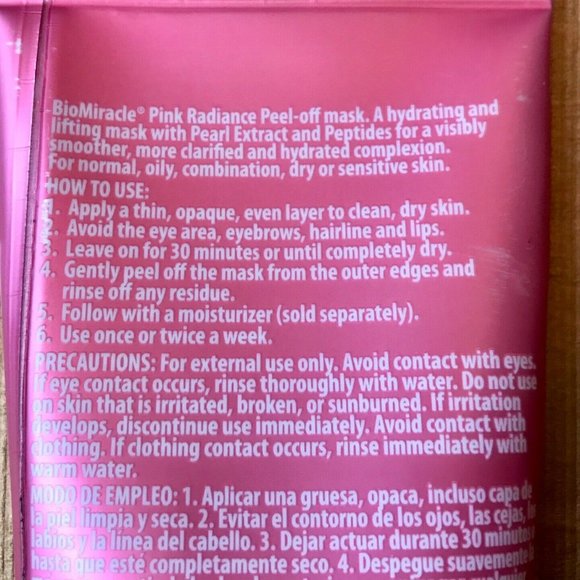 BioMiracle® Pink Radiance Peel-off mask. A hydrating and
lifting mask with Pearl Extract and Peptides for a visibly
smoother, more clarified and hydrated complexion.
For normal, oily, combination, dry or sensitive skin.
HOW TO USE:
1. Apply a thin, opaque, even layer to clean, dry skin.
2. Avoid the eye area, eyebrows, hairline and lips.
3. Leave on for 30 minutes or until completely dry.
4. Gently peel off the mask from the outer edges and
rinse off any residue.
5. Follow with a moisturizer (sold separately).
6. Use once or twice a week.
PRECAUTIONS: For external use only. Avoid contact with eyes.
If eye contact occurs, rinse thoroughly with water. Do not use
on skin that is irritated, broken, or sunburned. If irritation
develops, discontinue use immediately. Avoid contact with
clothing. If clothing contact occurs, rinse immediately with
warm water.
MODO DE EMPLEO: 1. Aplicar una gruesa, opaca, incluso capa de
la piel limpia y seca. 2. Evitar el contorno de los ojos, las cejas,
labios y la línea del cabello. 3. Dejar actuar durante 30 minutos
hasta que este completamente seco. 4. Despegue suavemente